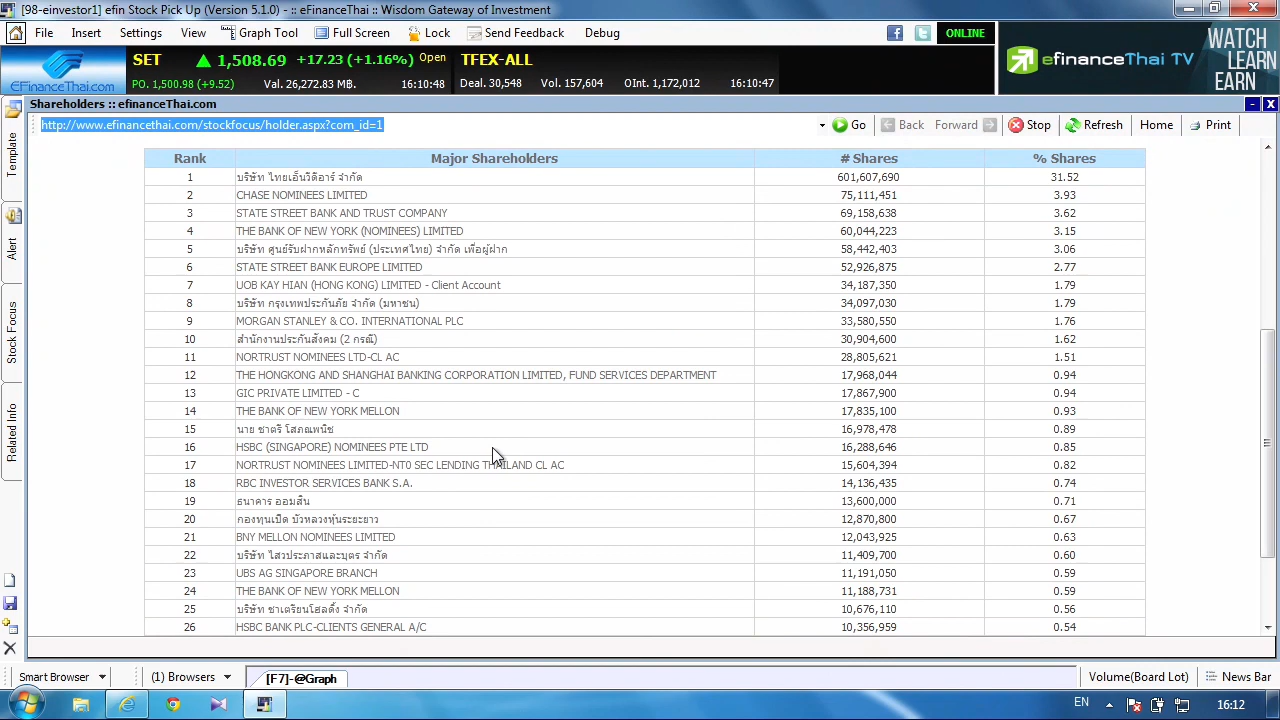 [98-einvestor1] efin Stock Pick Up (Version 5.1.0) - :: eFinanceThai :: Wisdom Gateway of Investment
File Insert Settings View Graph Tool Full Screen Lock Send Feedback Debug ONLINE
WATCH
LEARN
EARN
efinanceThai TV
EFinanceThai.com
SET 1,508.69 +17.23 (+1.16%) Open
PO. 1,500.98 (+9.52) Val. 26,272.83 M฿. 16:10:48
TFEX-ALL
Deal. 30,548 Vol. 157,604 OInt. 1,172,012 16:10:47
Shareholders :: efinanceThai.com
http://www.efinancethai.com/stockfocus/holder.aspx?com_id=1 Go Back Forward Stop Refresh Home Print
Template
Alert
Stock Focus
Related Info
Rank Major Shareholders # Shares % Shares
1 บริษัท ไทยเอ็นวีดีอาร์ จำกัด 601,607,690 31.52
2 CHASE NOMINEES LIMITED 75,111,451 3.93
3 STATE STREET BANK AND TRUST COMPANY 69,158,638 3.62
4 THE BANK OF NEW YORK (NOMINEES) LIMITED 60,044,223 3.15
5 บริษัท ศูนย์รับฝากหลักทรัพย์ (ประเทศไทย) จำกัด เพื่อผู้ฝาก 58,442,403 3.06
6 STATE STREET BANK EUROPE LIMITED 52,926,875 2.77
7 UOB KAY HIAN (HONG KONG) LIMITED - Client Account 34,187,350 1.79
8 บริษัท กรุงเทพประกันภัย จำกัด (มหาชน) 34,097,030 1.79
9 MORGAN STANLEY & CO. INTERNATIONAL PLC 33,580,550 1.76
10 สำนักงานประกันสังคม (2 กรณี) 30,904,600 1.62
11 NORTRUST NOMINEES LTD-CL AC 28,805,621 1.51
12 THE HONGKONG AND SHANGHAI BANKING CORPORATION LIMITED, FUND SERVICES DEPARTMENT 17,968,044 0.94
13 GIC PRIVATE LIMITED - C 17,867,900 0.94
14 THE BANK OF NEW YORK MELLON 17,835,100 0.93
15 นาย ชาตรี โสภณพนิช 16,978,478 0.89
16 HSBC (SINGAPORE) NOMINEES PTE LTD 16,288,646 0.85
17 NORTRUST NOMINEES LIMITED-NT0 SEC LENDING THAILAND CL AC 15,604,394 0.82
18 RBC INVESTOR SERVICES BANK S.A. 14,136,435 0.74
19 ธนาคาร ออมสิน 13,600,000 0.71
20 กองทุนเปิด บัวหลวงหุ้นระยะยาว 12,870,800 0.67
21 BNY MELLON NOMINEES LIMITED 12,043,925 0.63
22 บริษัท ไสวประภาสและบุตร จำกัด 11,409,700 0.60
23 UBS AG SINGAPORE BRANCH 11,191,050 0.59
24 THE BANK OF NEW YORK MELLON 11,188,731 0.59
25 บริษัท ชาเตรียนโฮลดิ้ง จำกัด 10,676,110 0.56
26 HSBC BANK PLC-CLIENTS GENERAL A/C 10,356,959 0.54
Smart Browser (1) Browsers [F7]-@Graph Volume(Board Lot) News Bar
EN 16:12